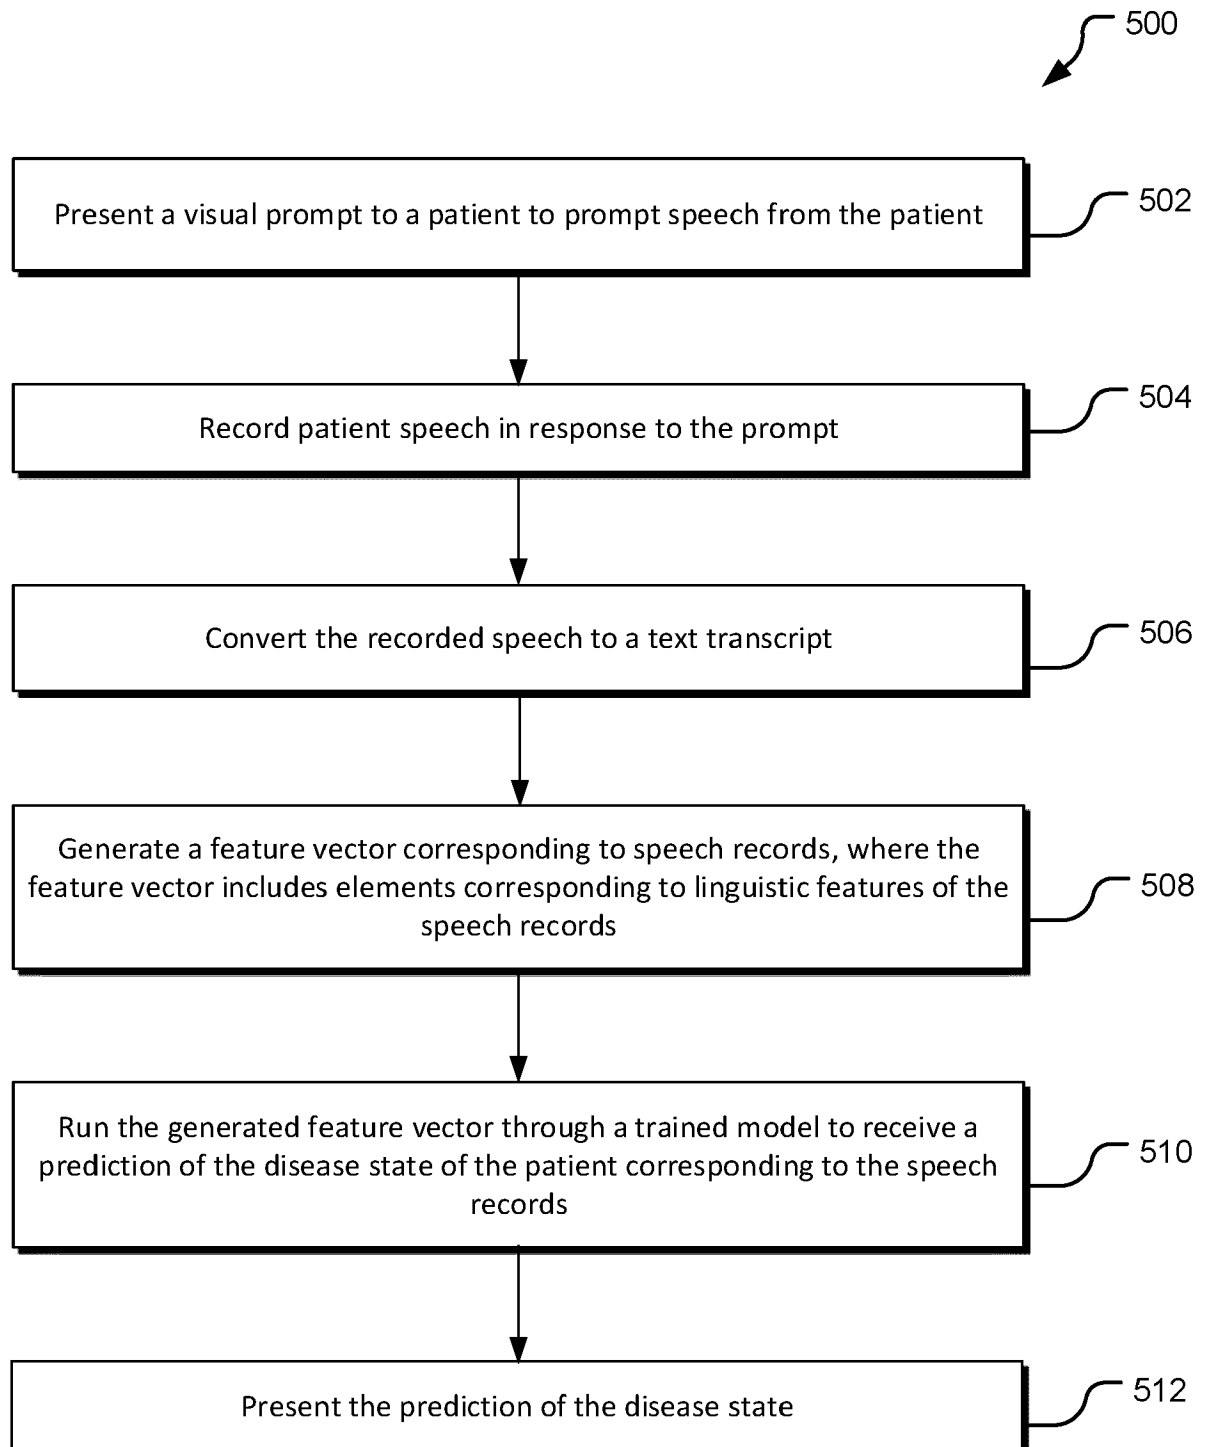 500
Present a visual prompt to a patient to prompt speech from the patient
502
Record patient speech in response to the prompt
504
Convert the recorded speech to a text transcript
506
Generate a feature vector corresponding to speech records, where the
feature vector includes elements corresponding to linguistic features of the
speech records
508
Run the generated feature vector through a trained model to receive a
prediction of the disease state of the patient corresponding to the speech
records
510
Present the prediction of the disease state
512